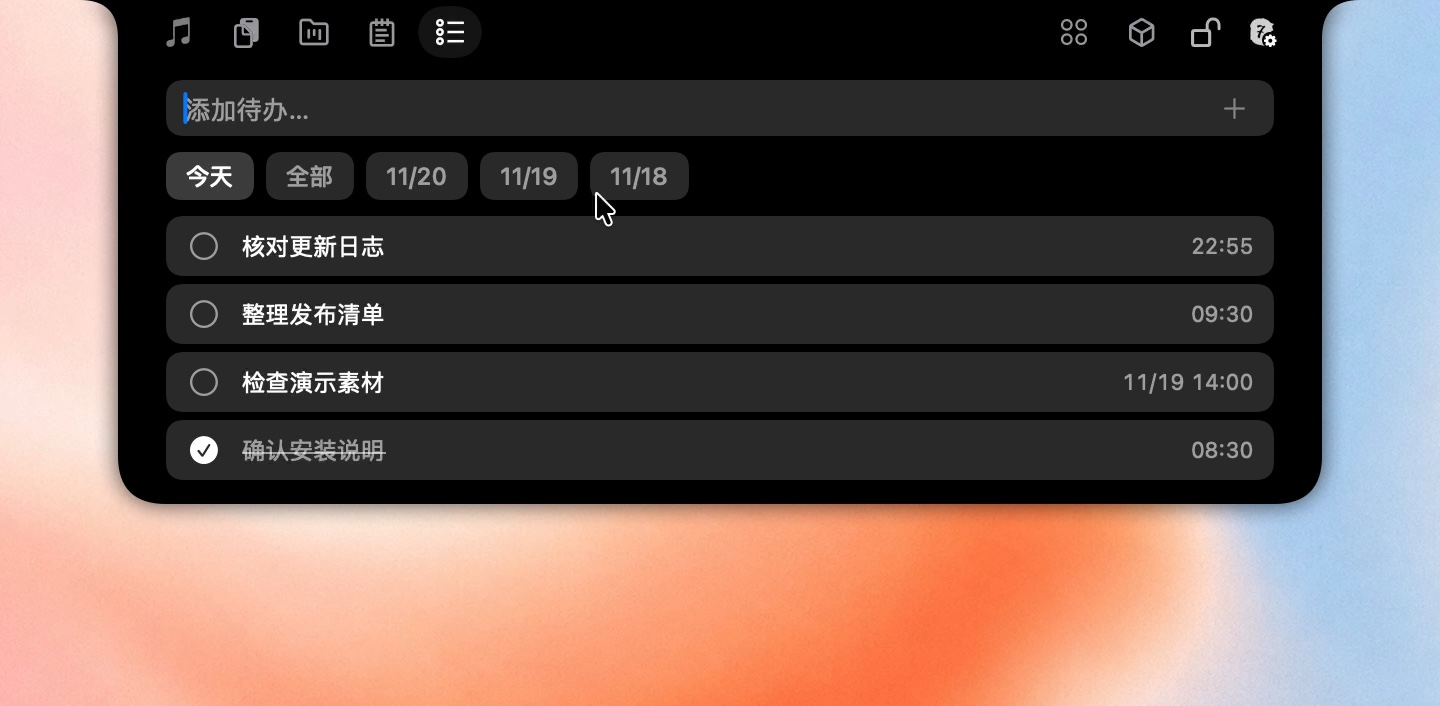 添加待办...
今天 全部 11/20 11/19 11/18
核对更新日志 22:55
整理发布清单 09:30
检查演示素材 11/19 14:00
确认安装说明 08:30